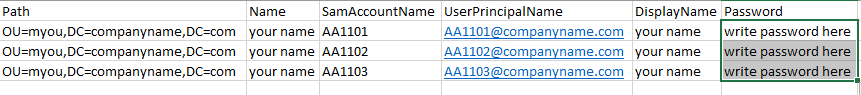 Path Name SamAccountName UserPrincipalName DisplayName Password
OU=myou,DC=companyname,DC=com your name AA1101 AA1101@companyname.com your name write password here
OU=myou,DC=companyname,DC=com your name AA1102 AA1102@companyname.com your name write password here
OU=myou,DC=companyname,DC=com your name AA1103 AA1103@companyname.com your name write password here